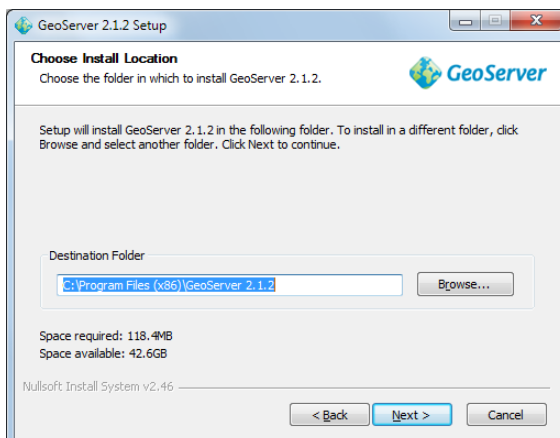 GeoServer 2.1.2 Setup
Choose Install Location
Choose the folder in which to install GeoServer 2.1.2.
GeoServer
Setup will install GeoServer 2.1.2 in the following folder. To install in a different folder, click
Browse and select another folder. Click Next to continue.
Destination Folder
C:\Program Files (x86)\GeoServer 2.1.2
Browse...
Space required: 118.4MB
Space available: 42.6GB
Nullsoft Install System v2.46
< Back
Next >
Cancel